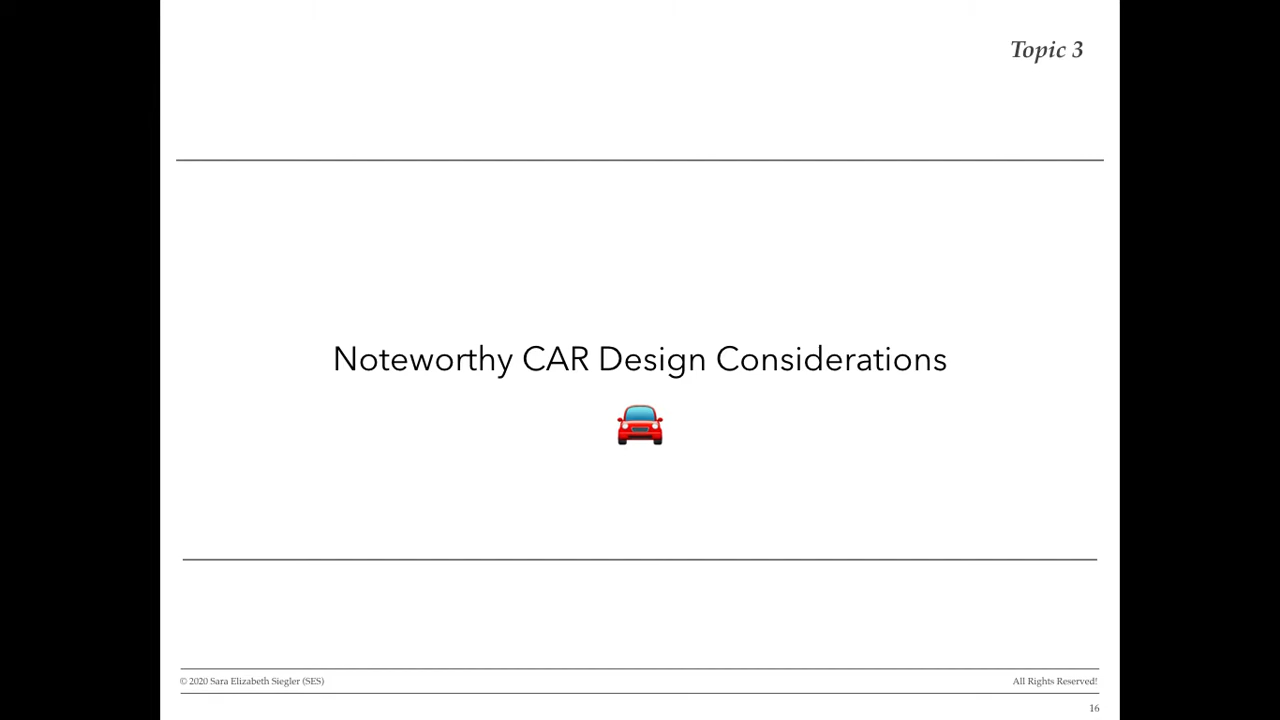 Topic 3
Noteworthy CAR Design Considerations
© 2020 Sara Elizabeth Siegler (SES)
All Rights Reserved!
16